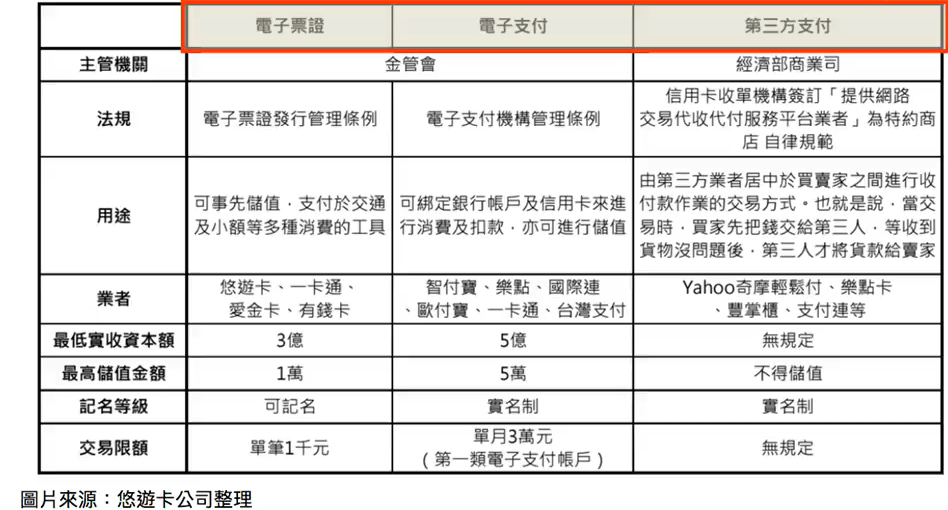 電子票證 電子支付 第三方支付
主管機關 金管會 經濟部商業司
法規 電子票證發行管理條例 電子支付機構管理條例 信用卡收單機構簽訂「提供網路
交易代收代付服務平台業者」為特約商
店 自律規範
用途 可事先儲值，支付於交通
及小額等多種消費的工具
可綁定銀行帳戶及信用卡來進
行消費及扣款，亦可進行儲值
由第三方業者居中於買賣家之間進行收
付款作業的交易方式。也就是說，當交
易時，買家先把錢交給第三人，等收到
貨物沒問題後，第三人才將貨款給賣家
業者 悠遊卡、一卡通、
愛金卡、有錢卡
智付寶、樂點、國際連
、歐付寶、一卡通、台灣支付
Yahoo奇摩輕鬆付、樂點卡
、豐掌櫃、支付連等
最低實收資本額 3億 5億 無規定
最高儲值金額 1萬 5萬 不得儲值
記名等級 可記名 實名制 實名制
交易限額 單筆1千元 單月3萬元
（第一類電子支付帳戶）
無規定
圖片來源：悠遊卡公司整理